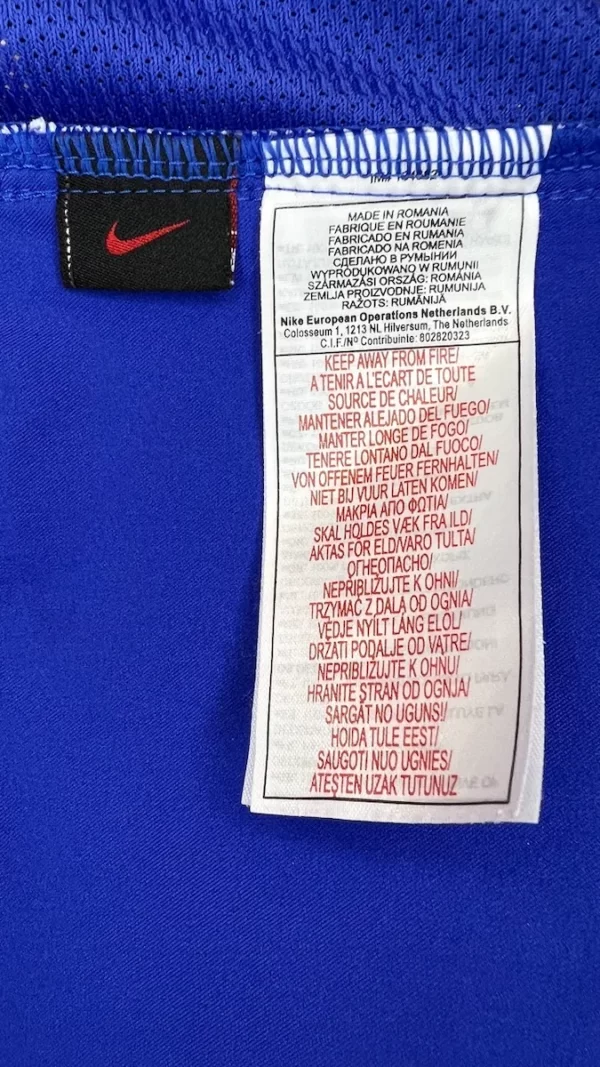 MADE IN ROMANIA
FABRIQUE EN ROUMANIE
FABRICADO EN RUMANIA
FABRICADO NA ROMENIA
СДЕЛАНО В РУМЫНИИ
WYPRODUKOWANO W RUMUNII
SZÁRMAZÁSI ORSZÁG: ROMÁNIA
ZEMLJA PROIZVODNJE: RUMUNIJA
RAŽOTS: RUMĀNIJĀ
Nike European Operations Netherlands B.V.
Colosseum 1, 1213 NL Hilversum, The Netherlands
C.I.F./Nº Contribuinte: 802820323
KEEP AWAY FROM FIRE/
A TENIR A L'ECART DE TOUTE
SOURCE DE CHALEUR/
MANTENER ALEJADO DEL FUEGO/
MANTER LONGE DE FOGO/
TENERE LONTANO DAL FUOCO/
VON OFFENEM FEUER FERNHALTEN/
NIET BIJ VUUR LATEN KOMEN/
ΜΑΚΡΙΑ ΑΠΟ ΦΩΤΙΑ/
SKAL HOLDES VÆK FRA ILD/
AKTAS FÖR ELD/VARO TULTA/
ОГНЕОПАСНО/
NEPŘIBLIŽUJTE K OHNI/
TRZYMAĆ Z DALA OD OGNIA/
VÉDJE NYÍLT LÁNG ELŐL/
DRŽATI PODALJE OD VATRE/
NEPRIBLIŽUJTE K OHNU/
HRANITE STRAN OD OGNJA/
SARGĀT NO UGUNS!/
HOIDA TULE EEST/
SAUGOTI NUO UGNIES/
ATEŞTEN UZAK TUTUNUZ